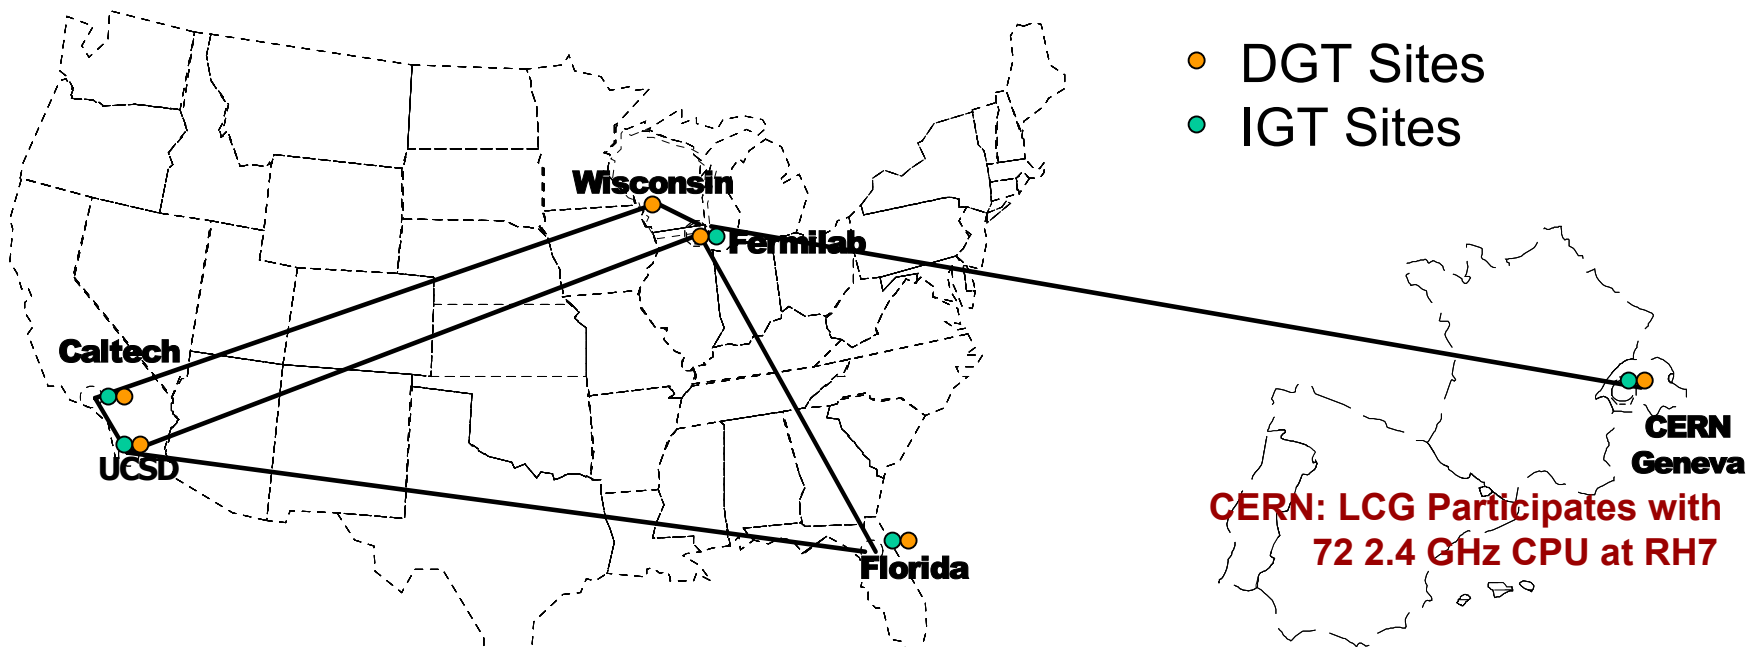 DGT Sites
IGT Sites
Wisconsin
Fermilab
Caltech
UCSD
Florida
CERN
Geneva
CERN: LCG Participates with
72 2.4 GHz CPU at RH7